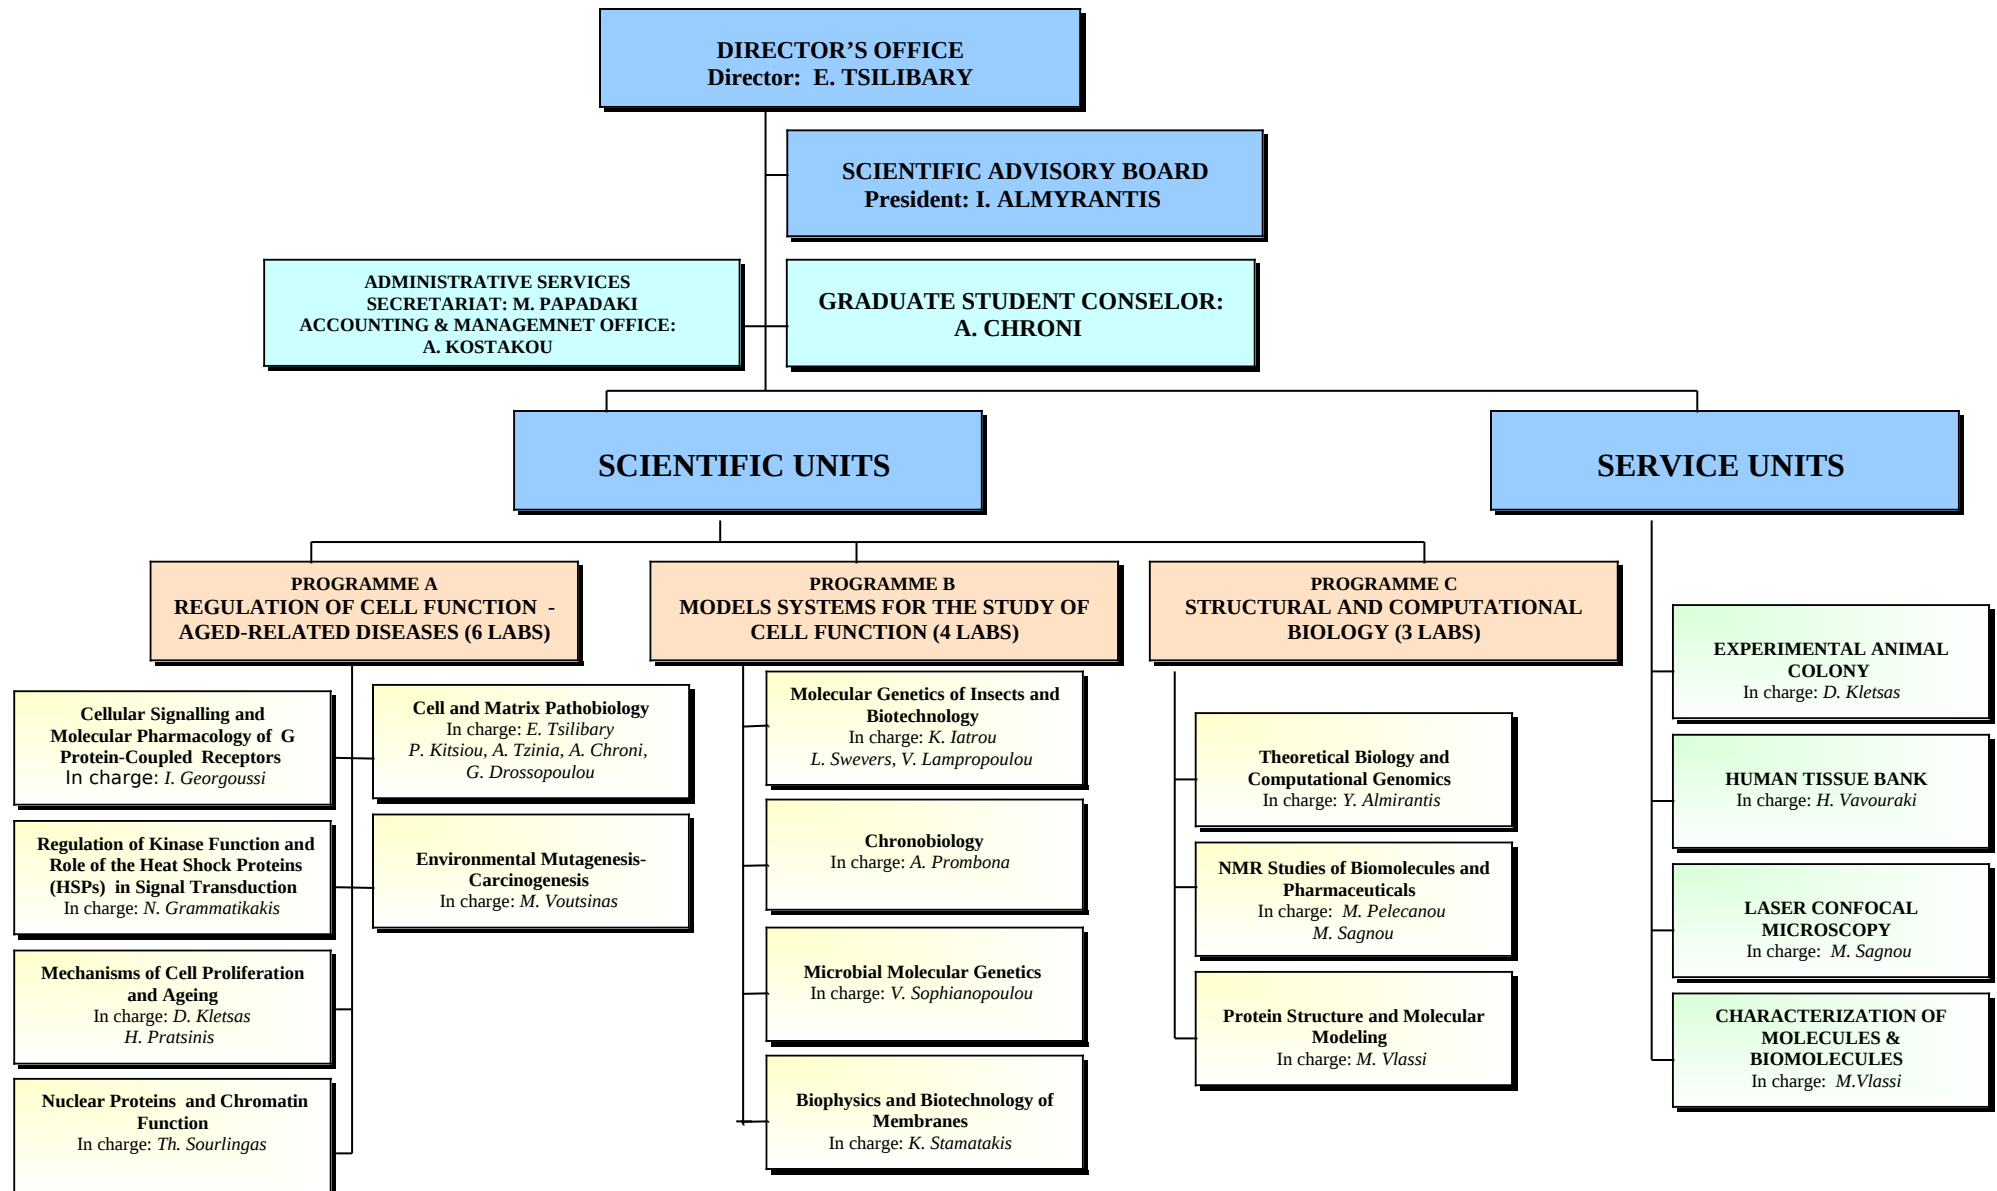 DIRECTOR’S OFFICE
Director: E. TSILIBARY
SCIENTIFIC ADVISORY BOARD
President: I. ALMYRANTIS
ADMINISTRATIVE SERVICES
SECRETARIAT: M. PAPADAKI
ACCOUNTING & MANAGEMNET OFFICE:
A. KOSTAKOU
GRADUATE STUDENT CONSELOR:
A. CHRONI
SCIENTIFIC UNITS
SERVICE UNITS
PROGRAMME A
REGULATION OF CELL FUNCTION -
AGED-RELATED DISEASES (6 LABS)
Cellular Signalling and
Molecular Pharmacology of G
Protein-Coupled Receptors
In charge: I. Georgoussi
Regulation of Kinase Function and
Role of the Heat Shock Proteins
(HSPs) in Signal Transduction
In charge: N. Grammatikakis
Mechanisms of Cell Proliferation
and Ageing
In charge: D. Kletsas
H. Pratsinis
Nuclear Proteins and Chromatin
Function
In charge: Th. Sourlingas
Cell and Matrix Pathobiology
In charge: E. Tsilibary
P. Kitsiou, A. Tzinia, A. Chroni,
G. Drossopoulou
Environmental Mutagenesis-
Carcinogenesis
In charge: M. Voutsinas
PROGRAMME B
MODELS SYSTEMS FOR THE STUDY OF
CELL FUNCTION (4 LABS)
Molecular Genetics of Insects and
Biotechnology
In charge: K. Iatrou
L. Swevers, V. Lampropoulou
Chronobiology
In charge: A. Prombona
Microbial Molecular Genetics
In charge: V. Sophianopoulou
Biophysics and Biotechnology of
Membranes
In charge: K. Stamatakis
PROGRAMME C
STRUCTURAL AND COMPUTATIONAL
BIOLOGY (3 LABS)
Theoretical Biology and
Computational Genomics
In charge: Y. Almirantis
NMR Studies of Biomolecules and
Pharmaceuticals
In charge: M. Pelecanou
M. Sagnou
Protein Structure and Molecular
Modeling
In charge: M. Vlassi
EXPERIMENTAL ANIMAL
COLONY
In charge: D. Kletsas
HUMAN TISSUE BANK
In charge: H. Vavouraki
LASER CONFOCAL
MICROSCOPY
In charge: M. Sagnou
CHARACTERIZATION OF
MOLECULES &
BIOMOLECULES
In charge: M.Vlassi